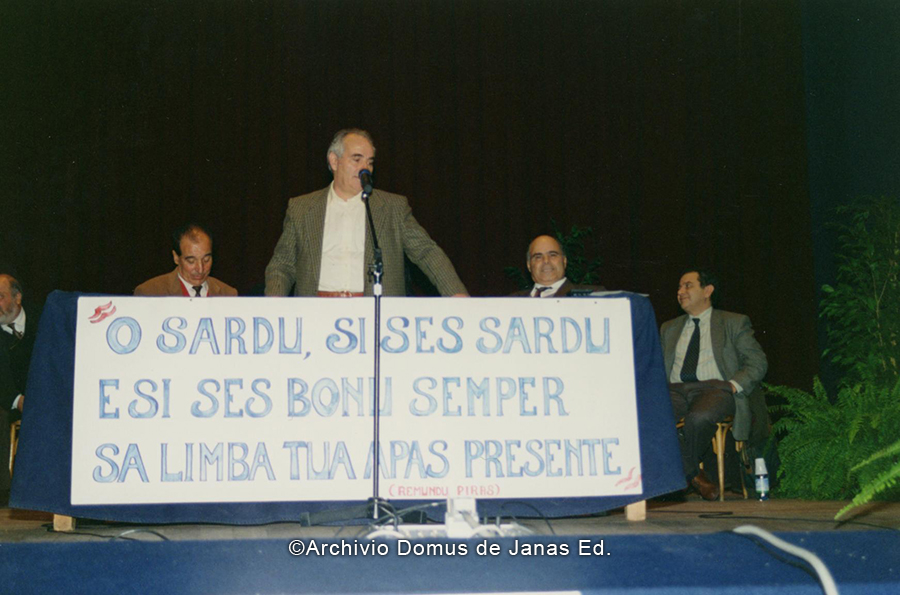 O SARDU, SI SES SARDU
E SI SES BONU SEMPER
SA LIMBA TUA APAS PRESENTE
(REMUNDU PIRAS)
©Archivio Domus de Janas Ed.